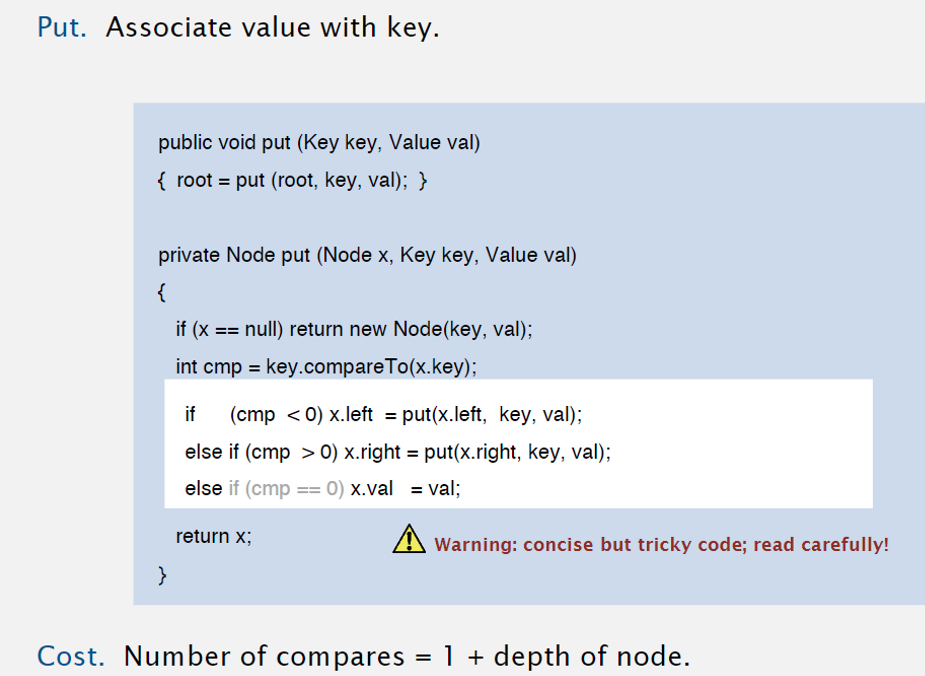 Put. Associate value with key.
public void put (Key key, Value val)
{ root = put (root, key, val); }
private Node put (Node x, Key key, Value val)
{
if (x == null) return new Node(key, val);
int cmp = key.compareTo(x.key);
if (cmp < 0) x.left = put(x.left, key, val);
else if (cmp > 0) x.right = put(x.right, key, val);
else if (cmp == 0) x.val = val;
return x;
Warning: concise but tricky code; read carefully!
}
Cost. Number of compares = 1 + depth of node.